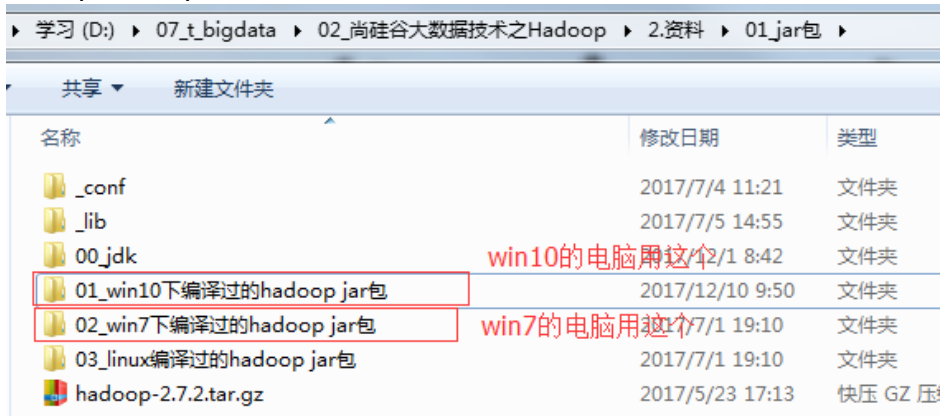 学习 (D:) ▸ 07_t_bigdata ▸ 02_尚硅谷大数据技术之Hadoop ▸ 2.资料 ▸ 01_jar包 ▸
共享 ▾ 新建文件夹
名称 修改日期 类型
_conf 2017/7/4 11:21 文件夹
_lib 2017/7/5 14:55 文件夹
00_jdk win10的电脑用这个 2017/12/1 8:42 文件夹
01_win10下编译过的hadoop jar包 2017/12/10 9:50 文件夹
02_win7下编译过的hadoop jar包 win7的电脑用这个 2017/7/1 19:10 文件夹
03_linux编译过的hadoop jar包 2017/7/1 19:10 文件夹
hadoop-2.7.2.tar.gz 2017/5/23 17:13 快压 GZ